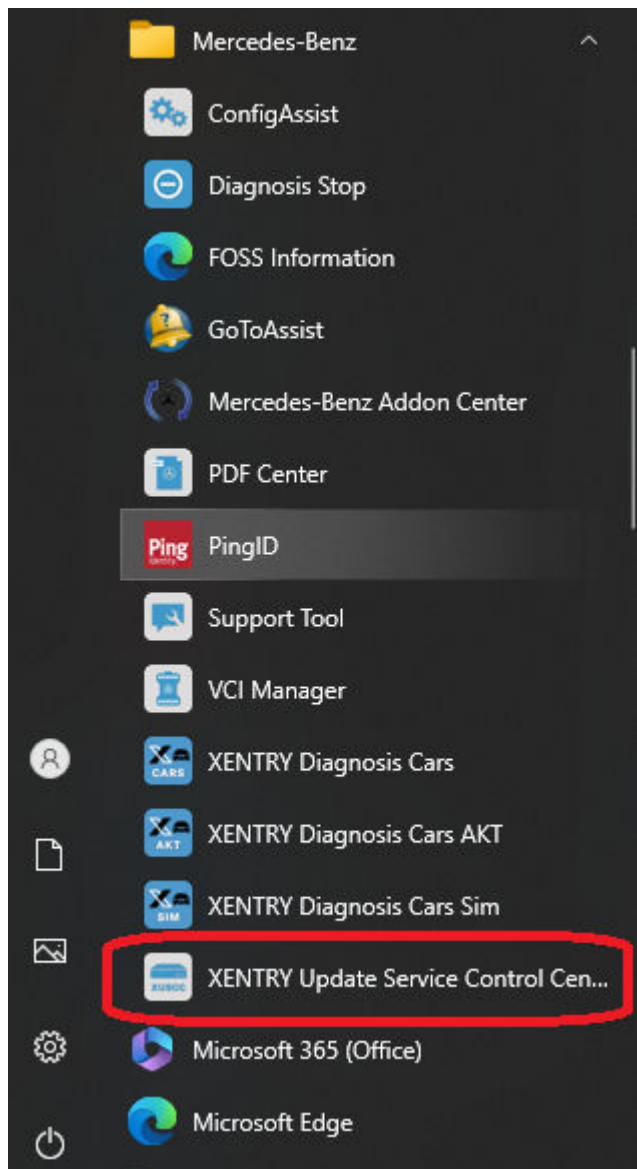 Mercedes-Benz
ConfigAssist
Diagnosis Stop
FOSS Information
GoToAssist
Mercedes-Benz Addon Center
PDF Center
Ping
PingID
Support Tool
VCI Manager
CARS
XENTRY Diagnosis Cars
AKT
XENTRY Diagnosis Cars AKT
SIM
XENTRY Diagnosis Cars Sim
XUSCC
XENTRY Update Service Control Cen...
Microsoft 365 (Office)
Microsoft Edge